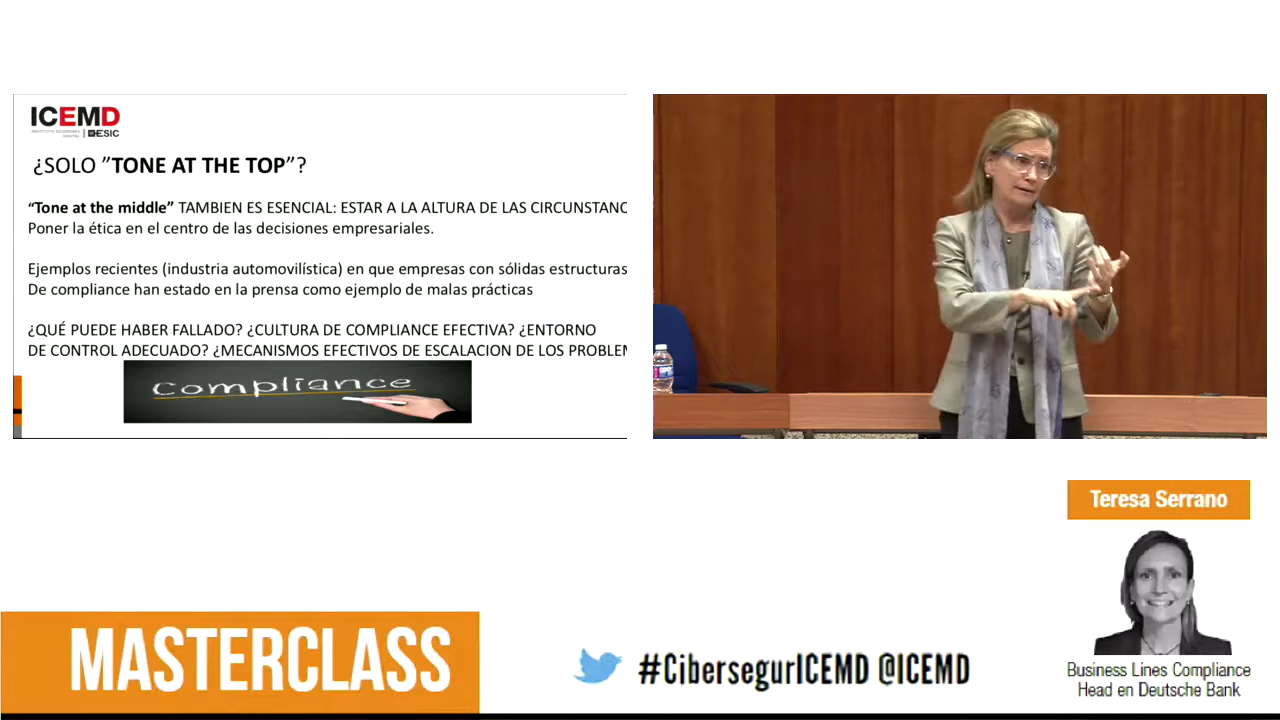 ICEMD
INSTITUTO ECONOMÍA
DIGITAL | ESIC
¿SOLO ”TONE AT THE TOP”?
“Tone at the middle” TAMBIEN ES ESENCIAL: ESTAR A LA ALTURA DE LAS CIRCUNSTANC
Poner la ética en el centro de las decisiones empresariales.
Ejemplos recientes (industria automovilística) en que empresas con sólidas estructuras
De compliance han estado en la prensa como ejemplo de malas prácticas
¿QUÉ PUEDE HABER FALLADO? ¿CULTURA DE COMPLIANCE EFECTIVA? ¿ENTORNO
DE CONTROL ADECUADO? ¿MECANISMOS EFECTIVOS DE ESCALACION DE LOS PROBLEM
Compliance
Teresa Serrano
Business Lines Compliance
Head en Deutsche Bank
MASTERCLASS
#CibersegurICEMD @ICEMD